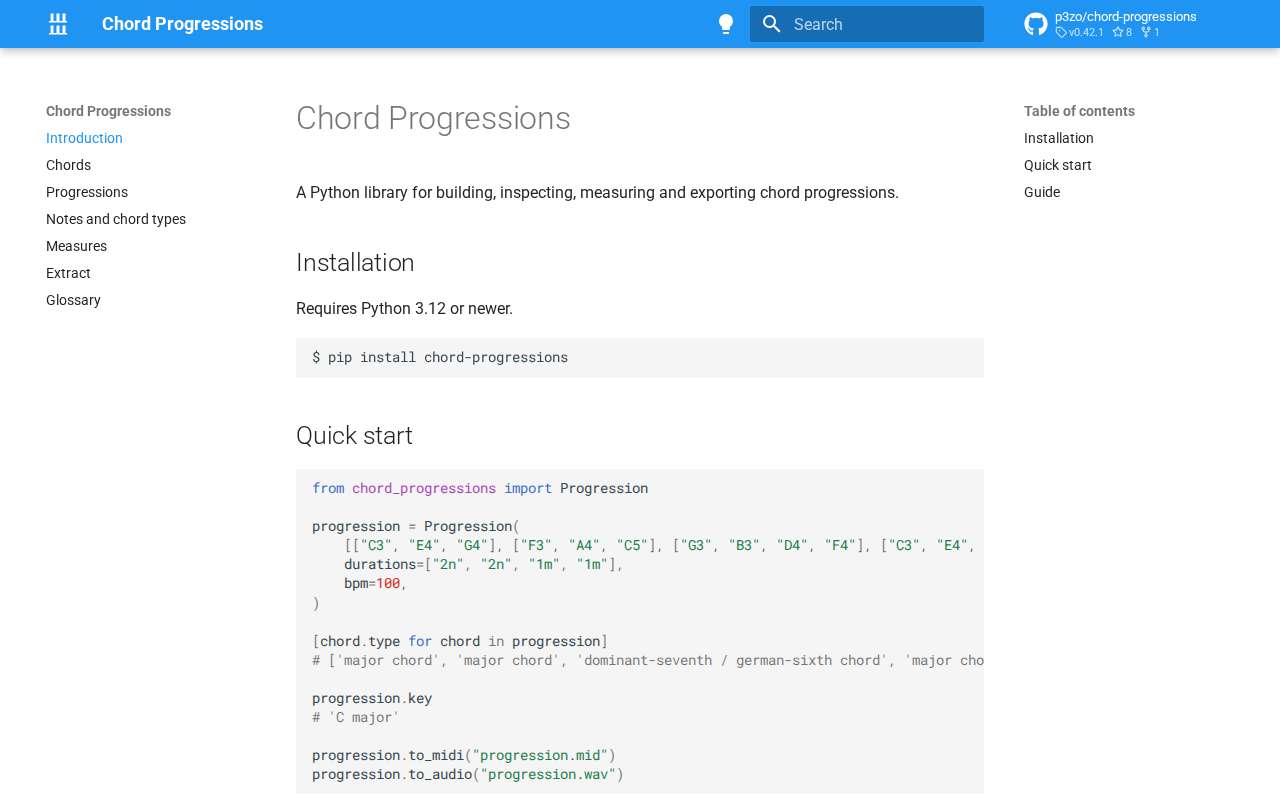 Chord Progressions
Search
p3zo/chord-progressions
v0.42.1 8 1
Chord Progressions
Introduction
Chords
Progressions
Notes and chord types
Measures
Extract
Glossary
Chord Progressions
A Python library for building, inspecting, measuring and exporting chord progressions.
Installation
Requires Python 3.12 or newer.
$ pip install chord-progressions
Quick start
from chord_progressions import Progression
progression = Progression(
[["C3", "E4", "G4"], ["F3", "A4", "C5"], ["G3", "B3", "D4", "F4"], ["C3", "E4",
durations=["2n", "2n", "1m", "1m"],
bpm=100,
)
[chord.type for chord in progression]
# ['major chord', 'major chord', 'dominant-seventh / german-sixth chord', 'major cho
progression.key
# 'C major'
progression.to_midi("progression.mid")
progression.to_audio("progression.wav")
Table of contents
Installation
Quick start
Guide